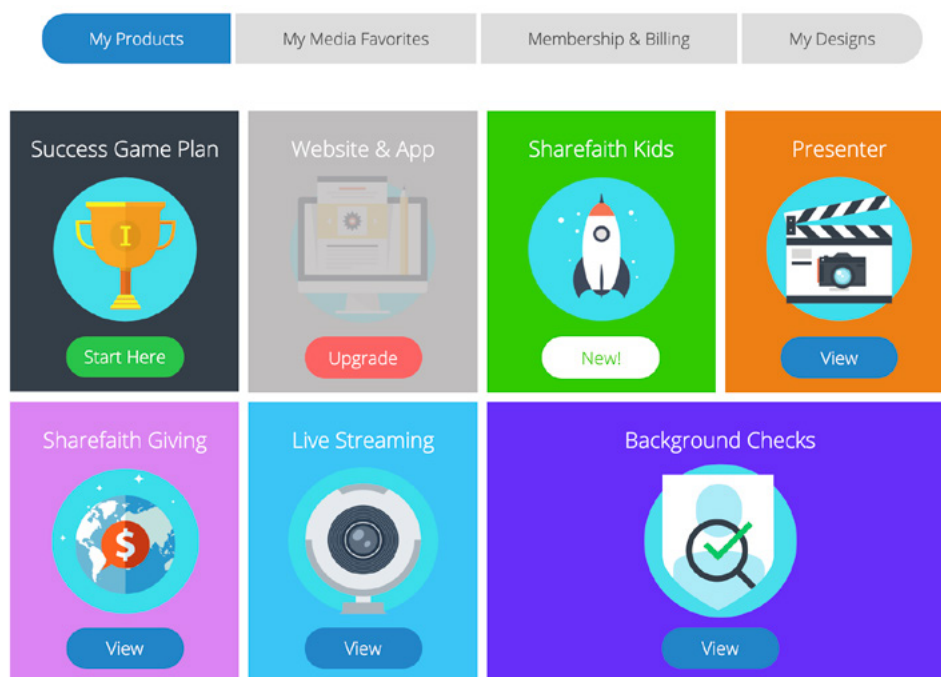 My Products
My Media Favorites
Membership & Billing
My Designs
Success Game Plan
Website & App
Sharefaith Kids
Presenter
I
Start Here
Upgrade
New!
View
Sharefaith Giving
Live Streaming
Background Checks
$
View
View
View